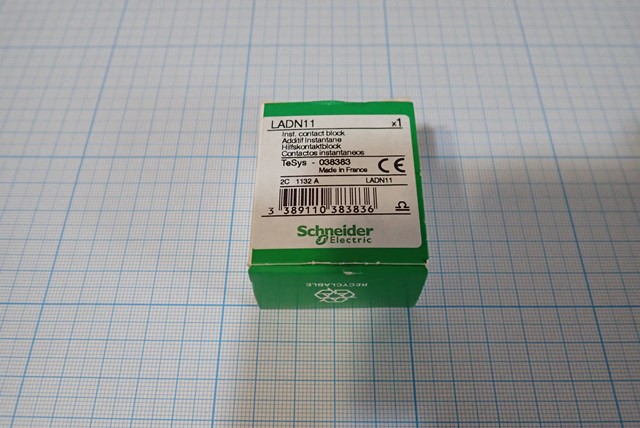 LADN11 x1
Inst. contact block
Additif Instantane
Hilfskontaktblock
Contactos instantaneos
TeSys - 038383
Made in France CE
2C 1132 A LADN11
3 389110 383836
Schneider
Electric
RECYCLABLE